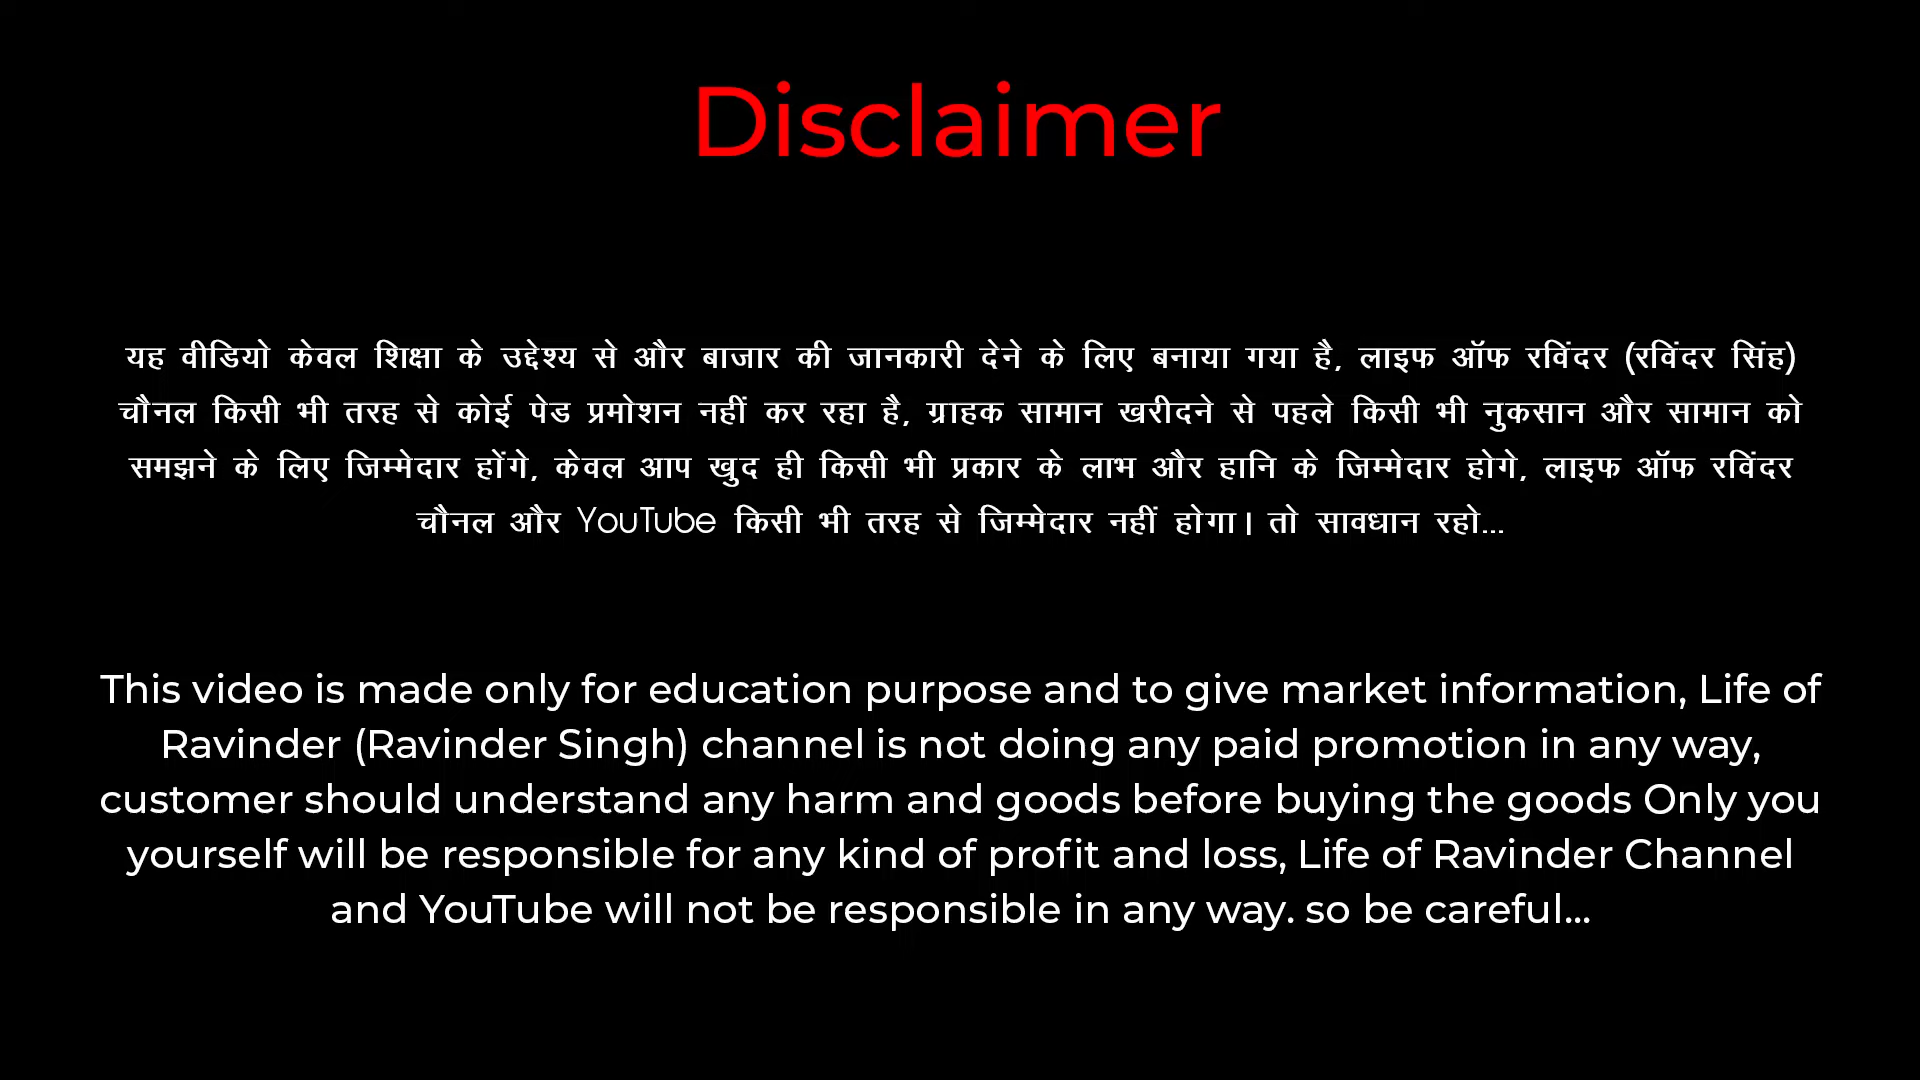 Disclaimer
यह वीडियो केवल शिक्षा के उद्देश्य से और बाजार की जानकारी देने के लिए बनाया गया है, लाइफ ऑफ रविंदर (रविंदर सिंह)
चौनल किसी भी तरह से कोई पेड प्रमोशन नहीं कर रहा है, ग्राहक सामान खरीदने से पहले किसी भी नुकसान और सामान को
समझने के लिए जिम्मेदार होंगे, केवल आप खुद ही किसी भी प्रकार के लाभ और हानि के जिम्मेदार होगे, लाइफ ऑफ रविंदर
चौनल और YouTube किसी भी तरह से जिम्मेदार नहीं होगा। तो सावधान रहो...
This video is made only for education purpose and to give market information, Life of
Ravinder (Ravinder Singh) channel is not doing any paid promotion in any way,
customer should understand any harm and goods before buying the goods Only you
yourself will be responsible for any kind of profit and loss, Life of Ravinder Channel
and YouTube will not be responsible in any way. so be careful...